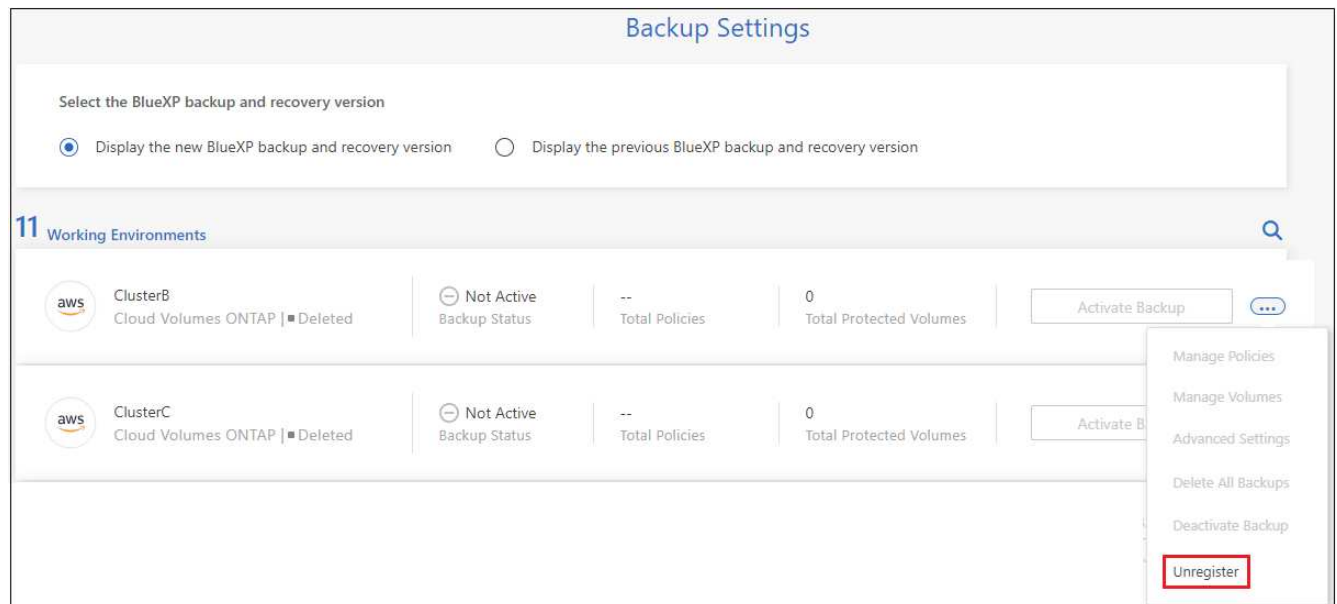 Backup Settings
Select the BlueXP backup and recovery version
Display the new BlueXP backup and recovery version Display the previous BlueXP backup and recovery version
11 Working Environments
aws ClusterB Not Active -- 0 Activate Backup ...
Cloud Volumes ONTAP | Deleted Backup Status Total Policies Total Protected Volumes
Manage Policies
Manage Volumes
aws ClusterC Not Active -- 0 Activate B
Cloud Volumes ONTAP | Deleted Backup Status Total Policies Total Protected Volumes
Advanced Settings
Delete All Backups
Deactivate Backup
Unregister